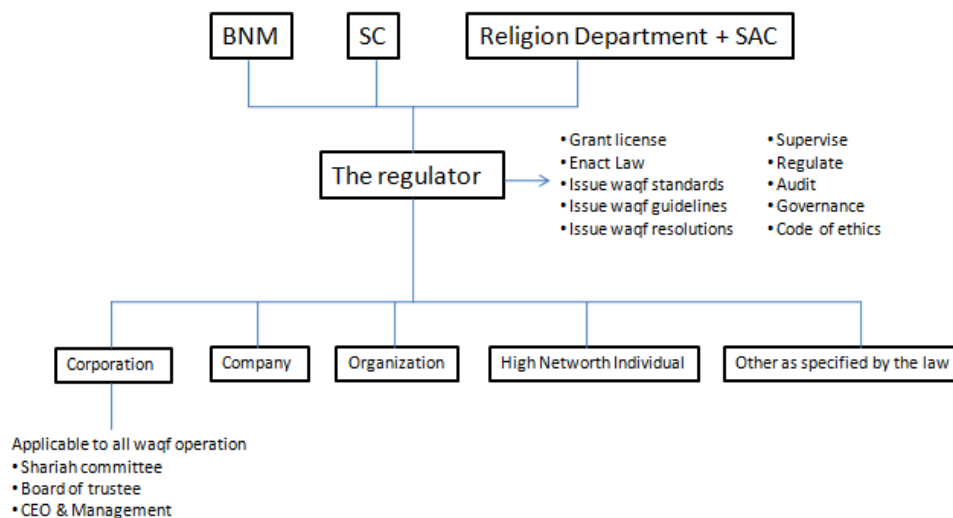 BNM
SC
Religion Department + SAC
The regulator
• Grant license
• Enact Law
• Issue waqf standards
• Issue waqf guidelines
• Issue waqf resolutions
• Supervise
• Regulate
• Audit
• Governance
• Code of ethics
Corporation
Company
Organization
High Networth Individual
Other as specified by the law
Applicable to all waqf operation
• Shariah committee
• Board of trustee
• CEO & Management